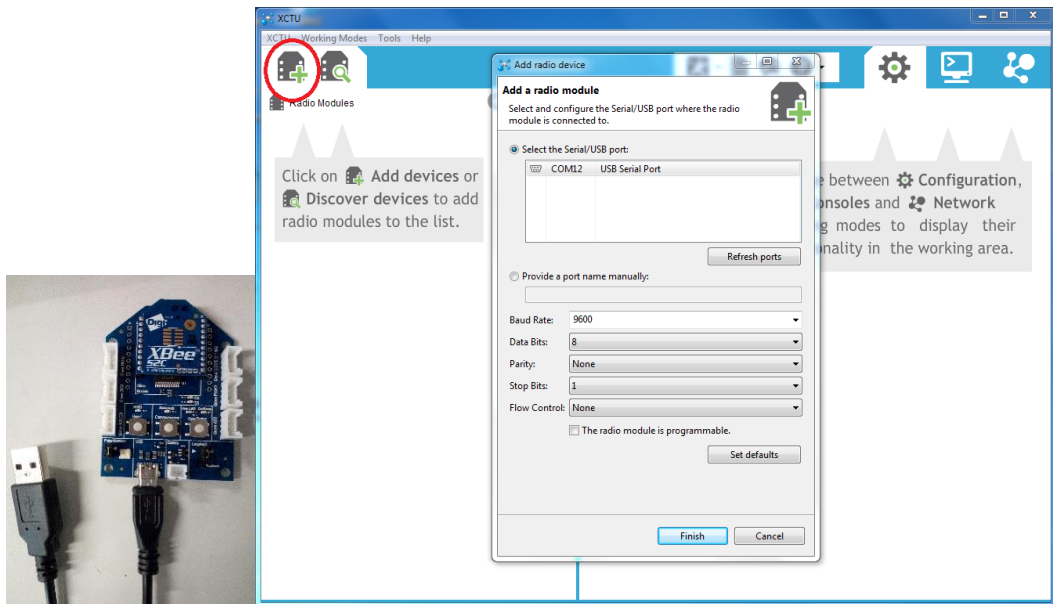 XCTU
XCTU Working Modes Tools Help
Radio Modules
Click on Add devices or
Discover devices to add
radio modules to the list.
Add radio device
Add a radio module
Select and configure the Serial/USB port where the radio
module is connected to.
Select the Serial/USB port:
COM12 USB Serial Port
Refresh ports
Provide a port name manually:
Baud Rate: 9600
Data Bits: 8
Parity: None
Stop Bits: 1
Flow Control: None
The radio module is programmable.
Set defaults
Finish Cancel
between Configuration,
onsoles and Network
g modes to display their
onality in the working area.
Digi
XBee
S2C